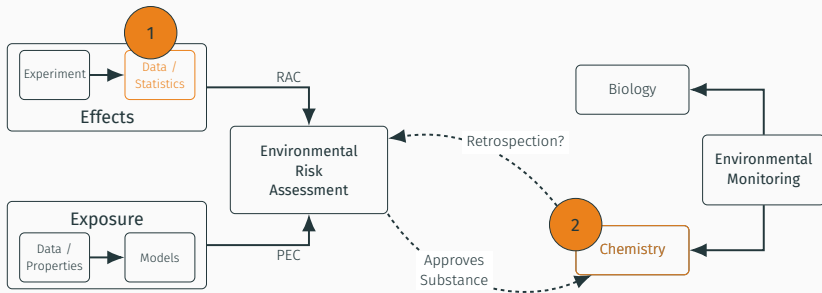 1
Experiment
Data /
Statistics
Effects
RAC
Biology
Environmental
Risk
Assessment
Retrospection?
Environmental
Monitoring
Exposure
Data /
Properties
Models
PEC
2
Chemistry
Approves
Substance